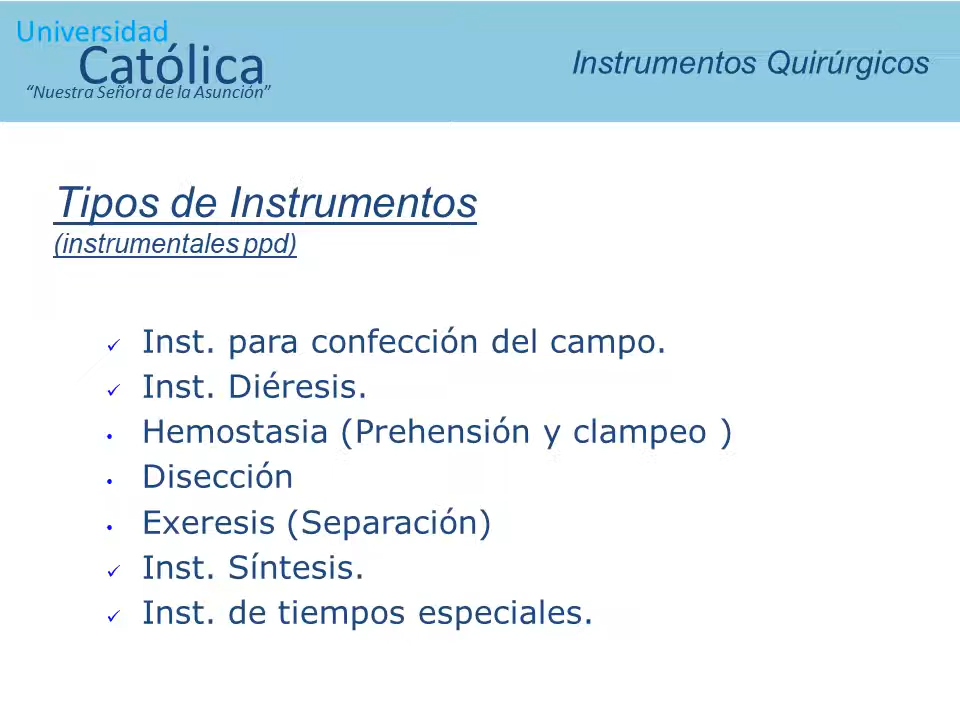 Universidad
Católica
“Nuestra Señora de la Asunción”
Instrumentos Quirúrgicos
Tipos de Instrumentos
(instrumentales ppd)
✓ Inst. para confección del campo.
✓ Inst. Diéresis.
• Hemostasia (Prehensión y clampeo )
• Disección
• Exeresis (Separación)
✓ Inst. Síntesis.
✓ Inst. de tiempos especiales.